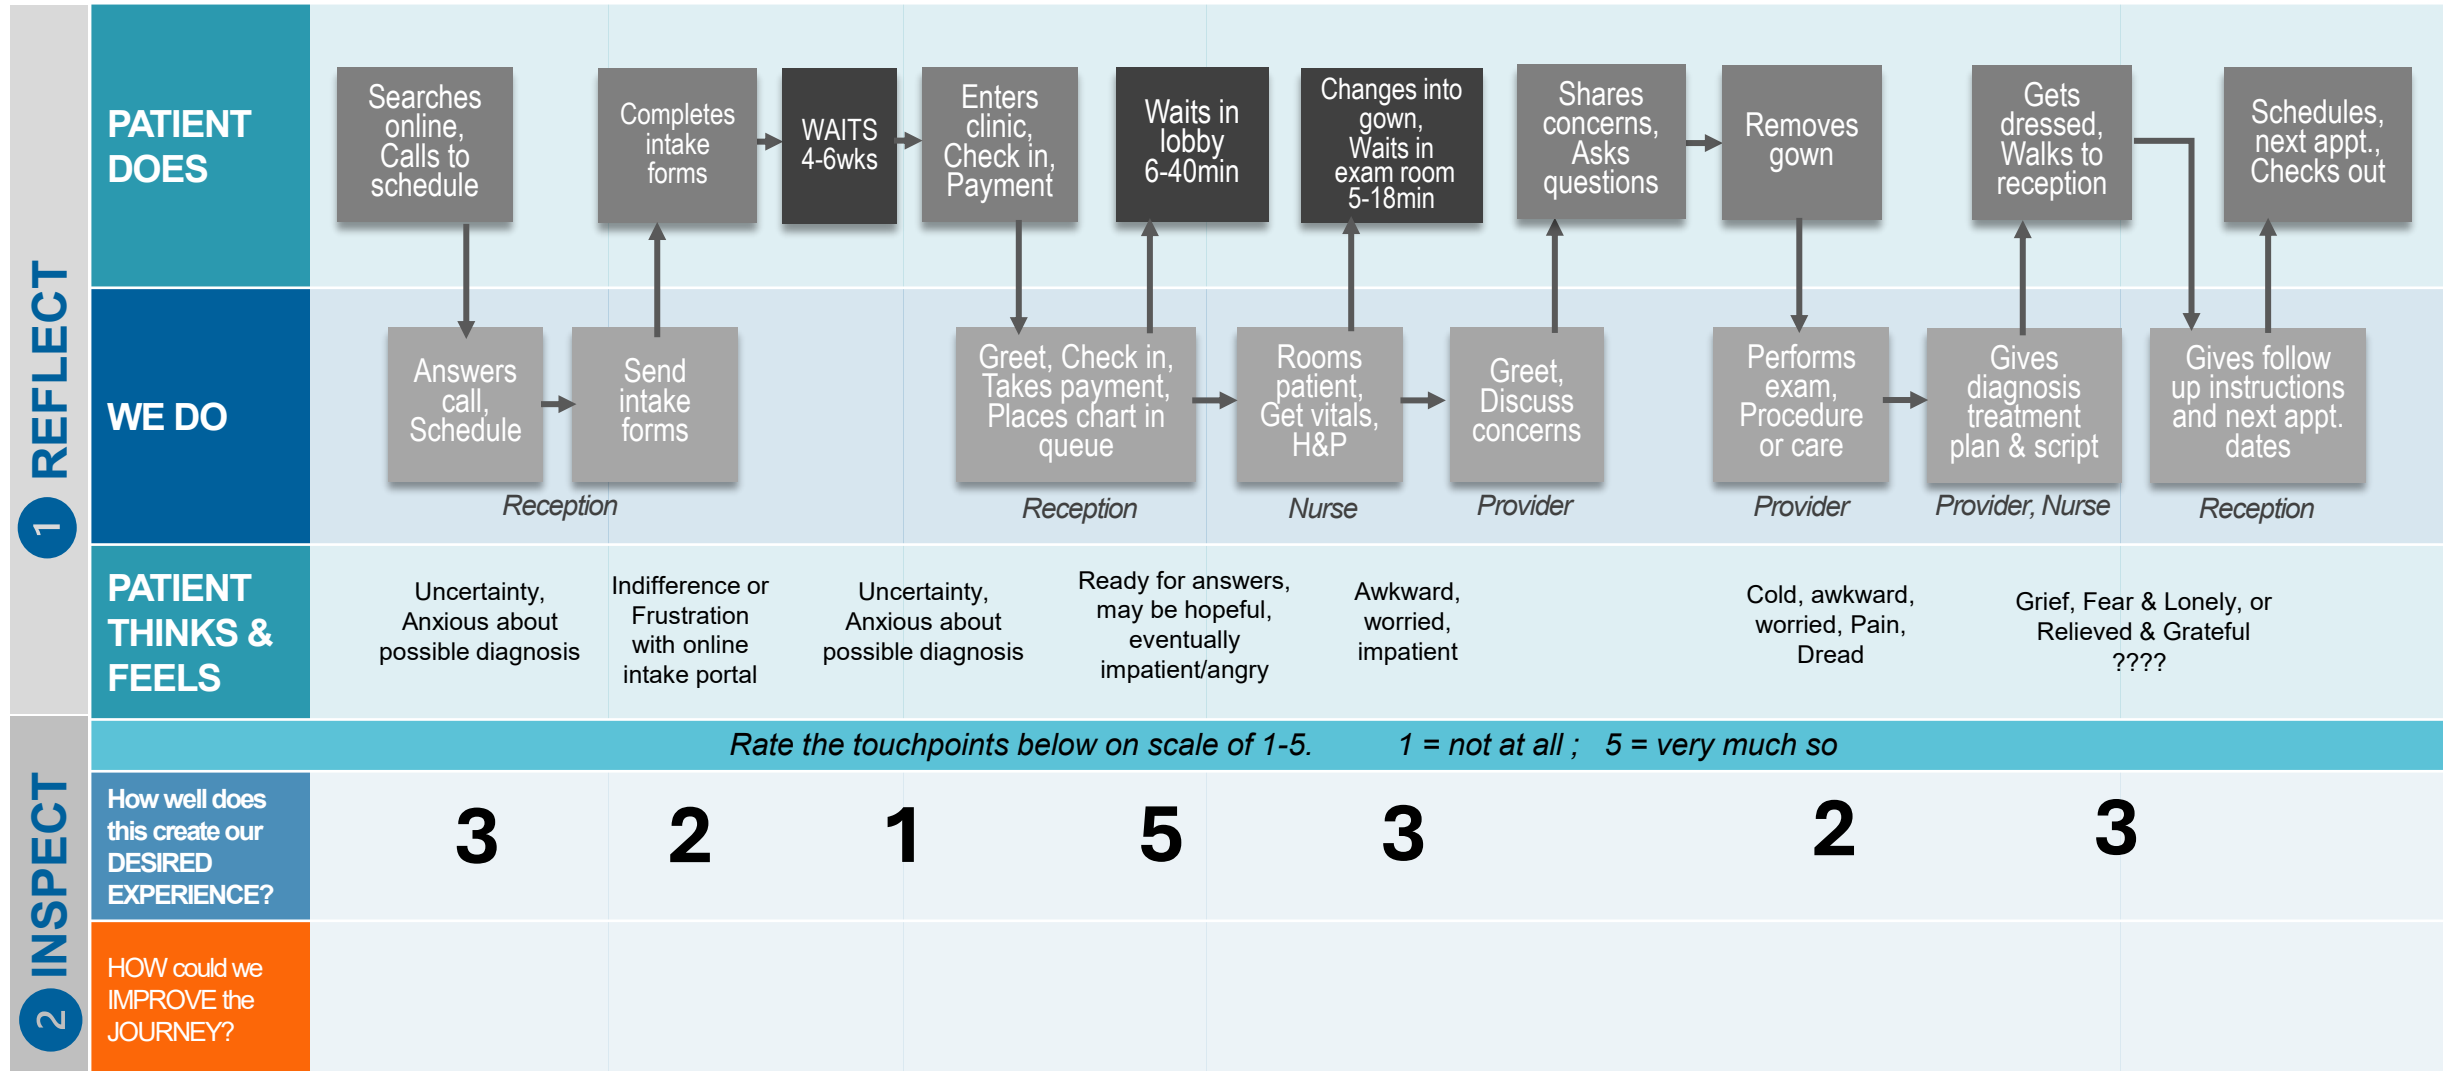 1 REFLECT
PATIENT
DOES
Searches
online,
Calls to
schedule
Completes
intake
forms
WAITS
4-6wks
Enters
clinic,
Check in,
Payment
Waits in
lobby
6-40min
Changes into
gown,
Waits in
exam room
5-18min
Shares
concerns,
Asks
questions
Removes
gown
Gets
dressed,
Walks to
reception
Schedules,
next appt.,
Checks out
WE DO
Answers
call,
Schedule
Send
intake
forms
Reception
Greet, Check in,
Takes payment,
Places chart in
queue
Reception
Rooms
patient,
Get vitals,
H&P
Nurse
Greet,
Discuss
concerns
Provider
Performs
exam,
Procedure
or care
Provider
Gives
diagnosis
treatment
plan & script
Provider, Nurse
Gives follow
up instructions
and next appt.
dates
Reception
PATIENT
THINKS &
FEELS
Uncertainty,
Anxious about
possible diagnosis
Indifference or
Frustration
with online
intake portal
Uncertainty,
Anxious about
possible diagnosis
Ready for answers,
may be hopeful,
eventually
impatient/angry
Awkward,
worried,
impatient
Cold, awkward,
worried, Pain,
Dread
Grief, Fear & Lonely, or
Relieved & Grateful
????
2 INSPECT
Rate the touchpoints below on scale of 1-5. 1 = not at all ; 5 = very much so
How well does
this create our
DESIRED
EXPERIENCE?
3 2 1 5 3 2 3
HOW could we
IMPROVE the
JOURNEY?